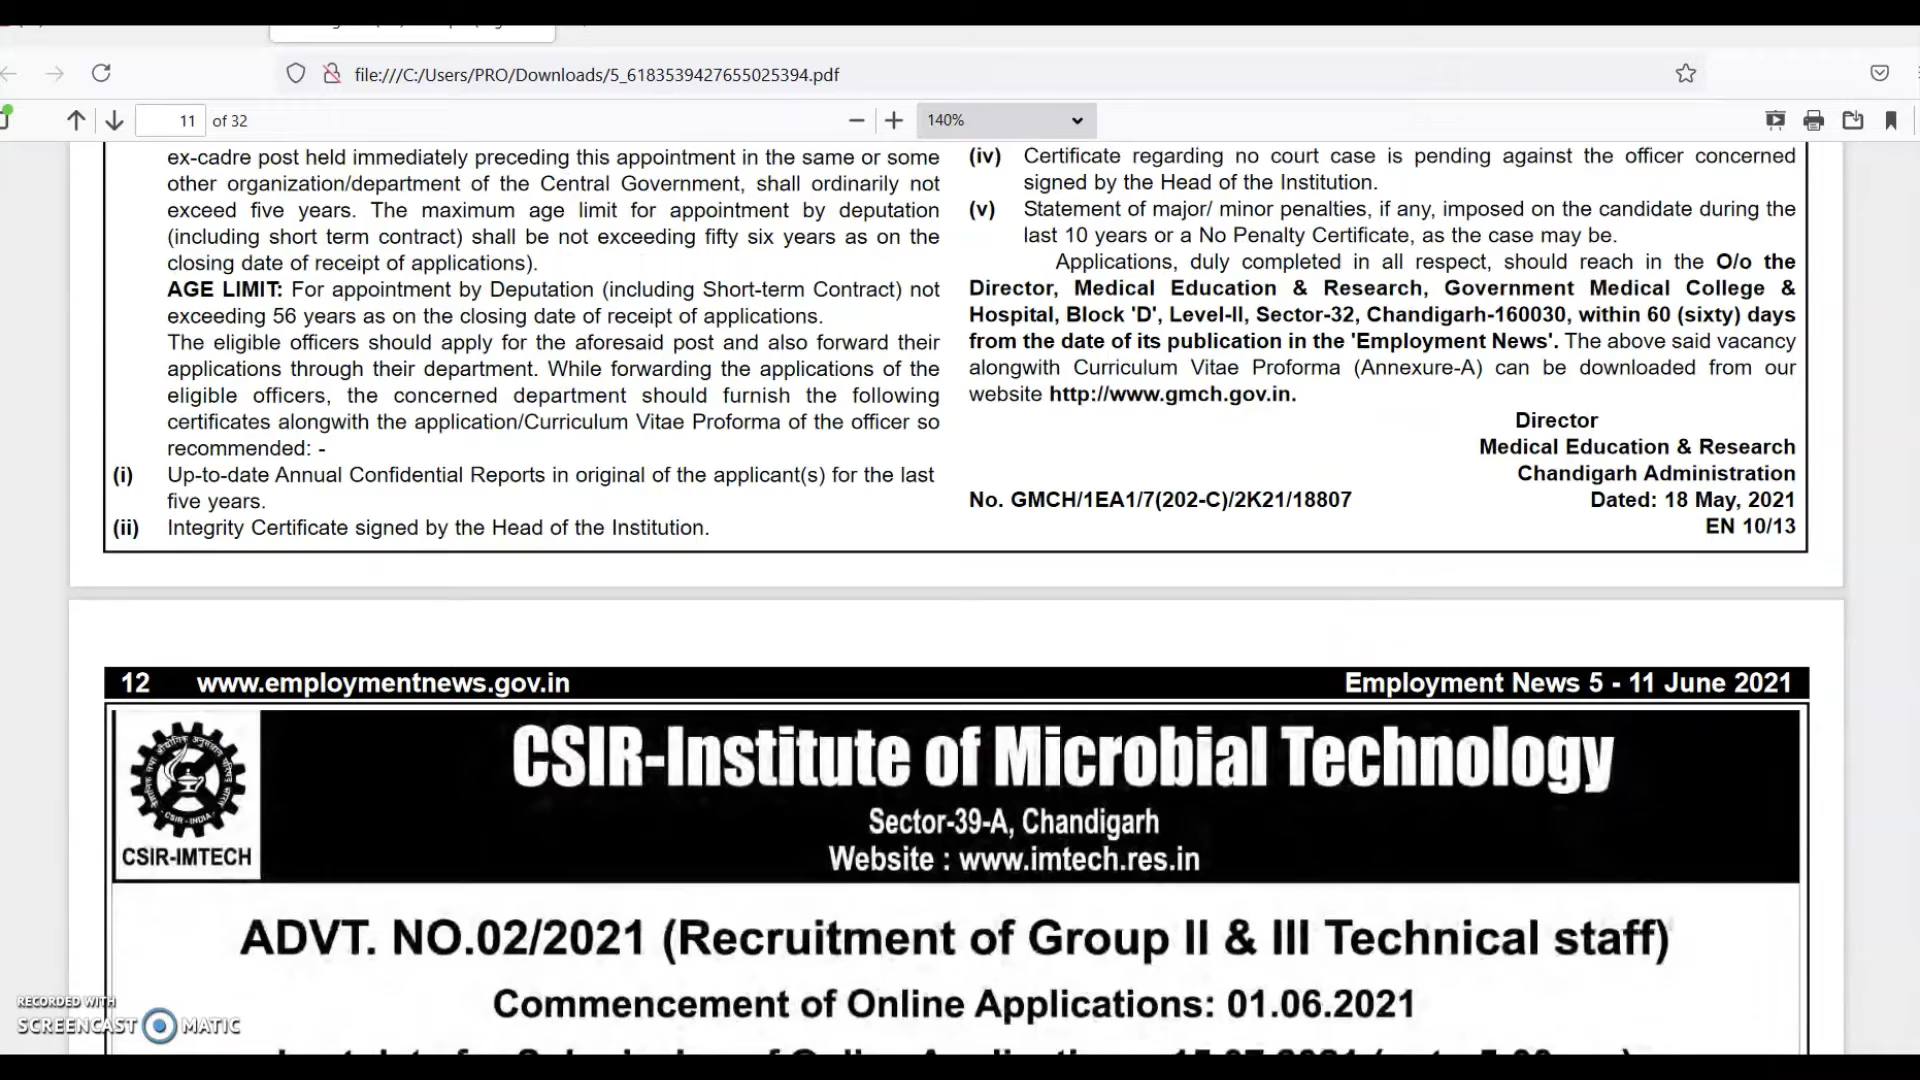 file:///C:/Users/PRO/Downloads/5_6183539427655025394.pdf
11 of 32
140%
ex-cadre post held immediately preceding this appointment in the same or some
other organization/department of the Central Government, shall ordinarily not
exceed five years. The maximum age limit for appointment by deputation
(including short term contract) shall be not exceeding fifty six years as on the
closing date of receipt of applications).
AGE LIMIT: For appointment by Deputation (including Short-term Contract) not
exceeding 56 years as on the closing date of receipt of applications.
The eligible officers should apply for the aforesaid post and also forward their
applications through their department. While forwarding the applications of the
eligible officers, the concerned department should furnish the following
certificates alongwith the application/Curriculum Vitae Proforma of the officer so
recommended: -
(i) Up-to-date Annual Confidential Reports in original of the applicant(s) for the last
five years.
(ii) Integrity Certificate signed by the Head of the Institution.
(iv) Certificate regarding no court case is pending against the officer concerned
signed by the Head of the Institution.
(v) Statement of major/ minor penalties, if any, imposed on the candidate during the
last 10 years or a No Penalty Certificate, as the case may be.
Applications, duly completed in all respect, should reach in the O/o the
Director, Medical Education & Research, Government Medical College &
Hospital, Block 'D', Level-II, Sector-32, Chandigarh-160030, within 60 (sixty) days
from the date of its publication in the 'Employment News'. The above said vacancy
alongwith Curriculum Vitae Proforma (Annexure-A) can be downloaded from our
website http://www.gmch.gov.in.
Director
Medical Education & Research
Chandigarh Administration
No. GMCH/1EA1/7(202-C)/2K21/18807 Dated: 18 May, 2021
EN 10/13
12 www.employmentnews.gov.in Employment News 5 - 11 June 2021
CSIR-INDIA
CSIR-IMTECH
CSIR-Institute of Microbial Technology
Sector-39-A, Chandigarh
Website : www.imtech.res.in
ADVT. NO.02/2021 (Recruitment of Group II & III Technical staff)
Commencement of Online Applications: 01.06.2021
RECORDED WITH
SCREENCAST MATIC